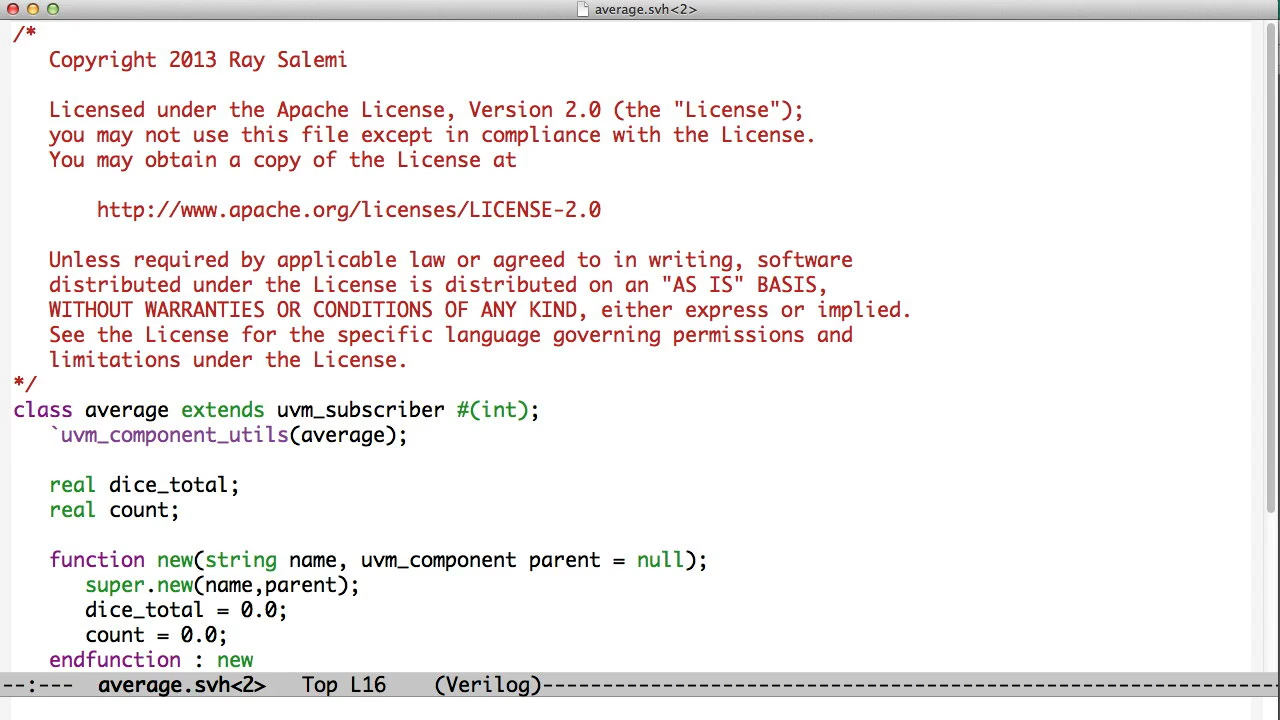 average.svh<2>
/*
   Copyright 2013 Ray Salemi

   Licensed under the Apache License, Version 2.0 (the "License");
   you may not use this file except in compliance with the License.
   You may obtain a copy of the License at

       http://www.apache.org/licenses/LICENSE-2.0

   Unless required by applicable law or agreed to in writing, software
   distributed under the License is distributed on an "AS IS" BASIS,
   WITHOUT WARRANTIES OR CONDITIONS OF ANY KIND, either express or implied.
   See the License for the specific language governing permissions and
   limitations under the License.
*/
class average extends uvm_subscriber #(int);
   `uvm_component_utils(average);

   real dice_total;
   real count;

   function new(string name, uvm_component parent = null);
      super.new(name,parent);
      dice_total = 0.0;
      count = 0.0;
   endfunction : new
--:---  average.svh<2>   Top L16    (Verilog)-------------------------------------------------------------